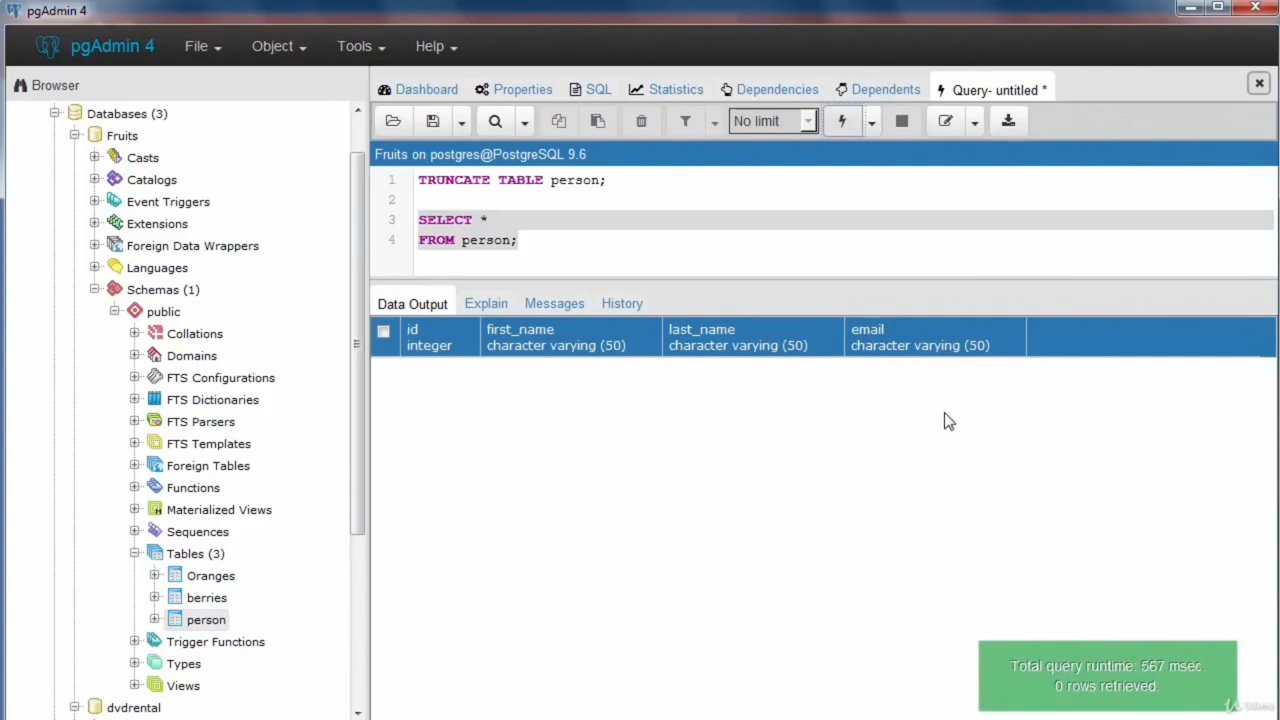 pgAdmin 4
pgAdmin 4 File Object Tools Help
Browser
Databases (3)
Fruits
Casts
Catalogs
Event Triggers
Extensions
Foreign Data Wrappers
Languages
Schemas (1)
public
Collations
Domains
FTS Configurations
FTS Dictionaries
FTS Parsers
FTS Templates
Foreign Tables
Functions
Materialized Views
Sequences
Tables (3)
Oranges
berries
person
Trigger Functions
Types
Views
dvdrental
Dashboard Properties SQL Statistics Dependencies Dependents Query- untitled *
No limit
Fruits on postgres@PostgreSQL 9.6
1 TRUNCATE TABLE person;
2
3 SELECT *
4 FROM person;
Data Output Explain Messages History
id first_name last_name email
integer character varying (50) character varying (50) character varying (50)
Total query runtime: 567 msec.
0 rows retrieved.
Udemy